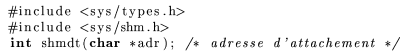 #include <sys/types.h>
#include <sys/shm.h>
int shmdt(char *adr); /* adresse d'attachement */